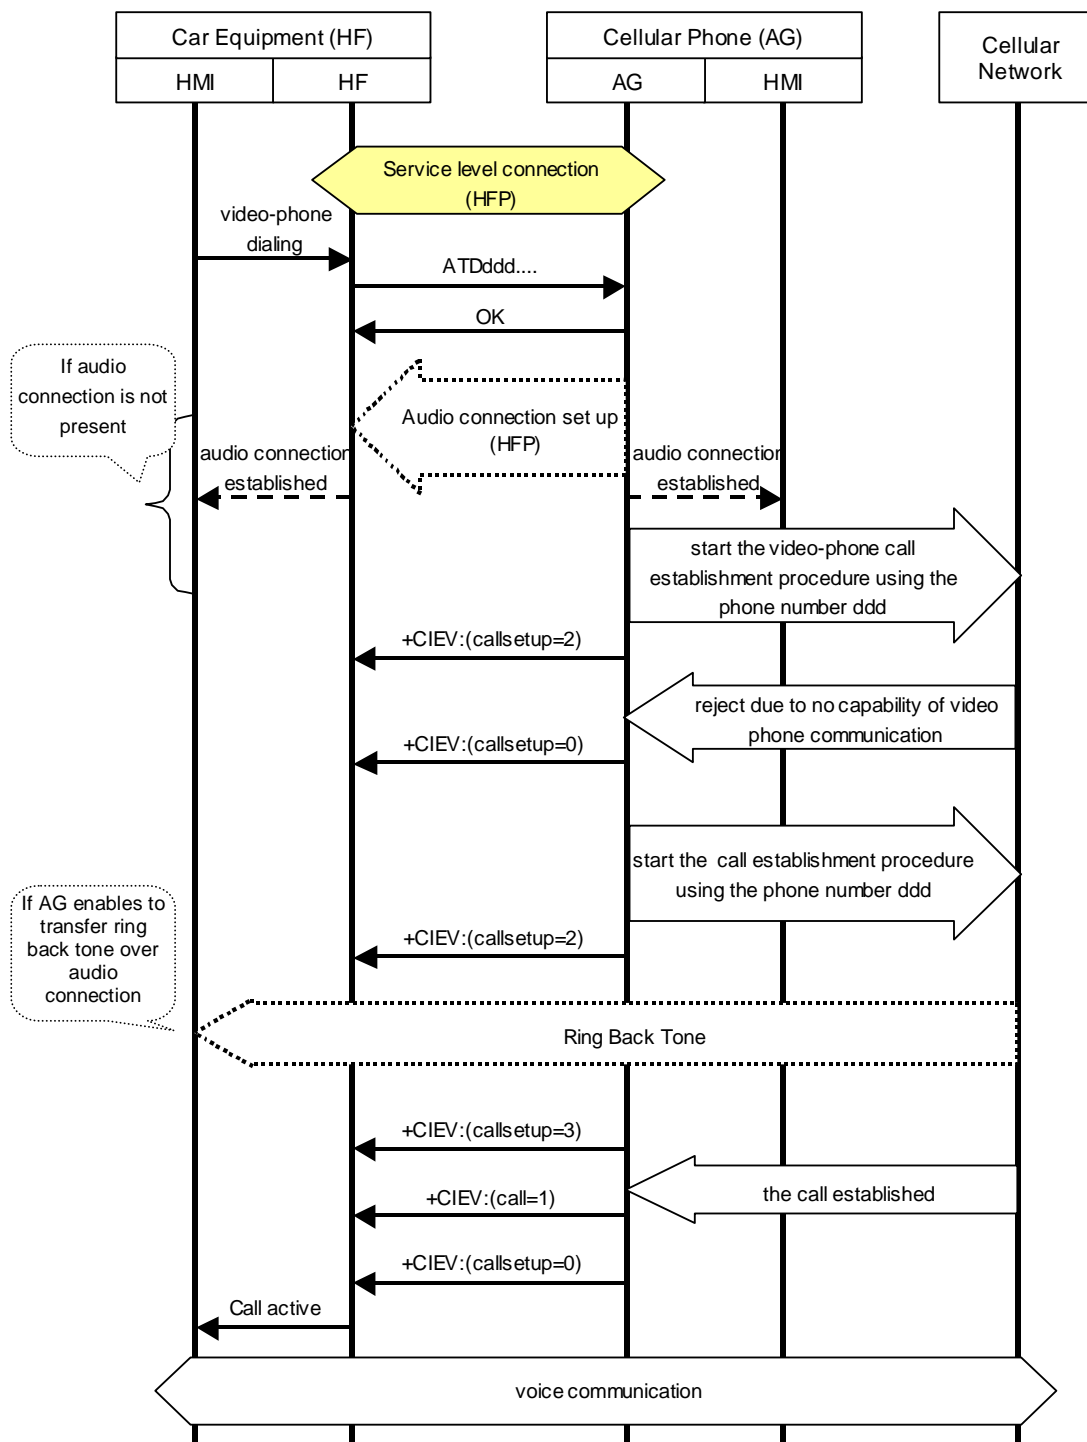 Car Equipment (HF)
Cellular Phone (AG)
Cellular
Network
HMI
HF
AG
HMI
Service level connection
(HFP)
video-phone
dialing
ATDddd....
OK
If audio
connection is not
present
Audio connection set up
(HFP)
audio connection
established
audio connection
established
start the video-phone call
establishment procedure using the
phone number ddd
+CIEV:(callsetup=2)
reject due to no capability of video
phone communication
+CIEV:(callsetup=0)
start the call establishment procedure
using the phone number ddd
If AG enables to
transfer ring
back tone over
audio
connection
+CIEV:(callsetup=2)
Ring Back Tone
+CIEV:(callsetup=3)
the call established
+CIEV:(call=1)
+CIEV:(callsetup=0)
Call active
voice communication